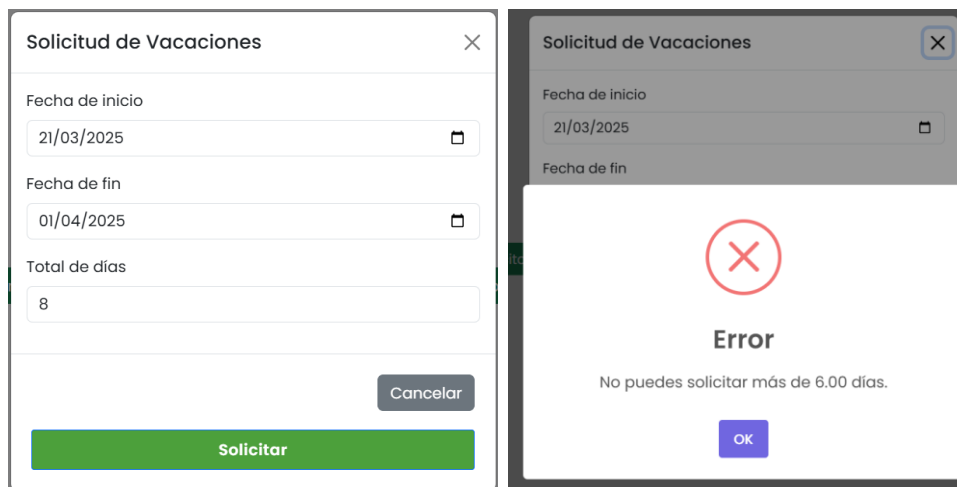 Solicitud de Vacaciones
Fecha de inicio
21/03/2025
Fecha de fin
01/04/2025
Total de días
8
Cancelar
Solicitar
Solicitud de Vacaciones
Fecha de inicio
21/03/2025
Fecha de fin
Error
No puedes solicitar más de 6.00 días.
OK